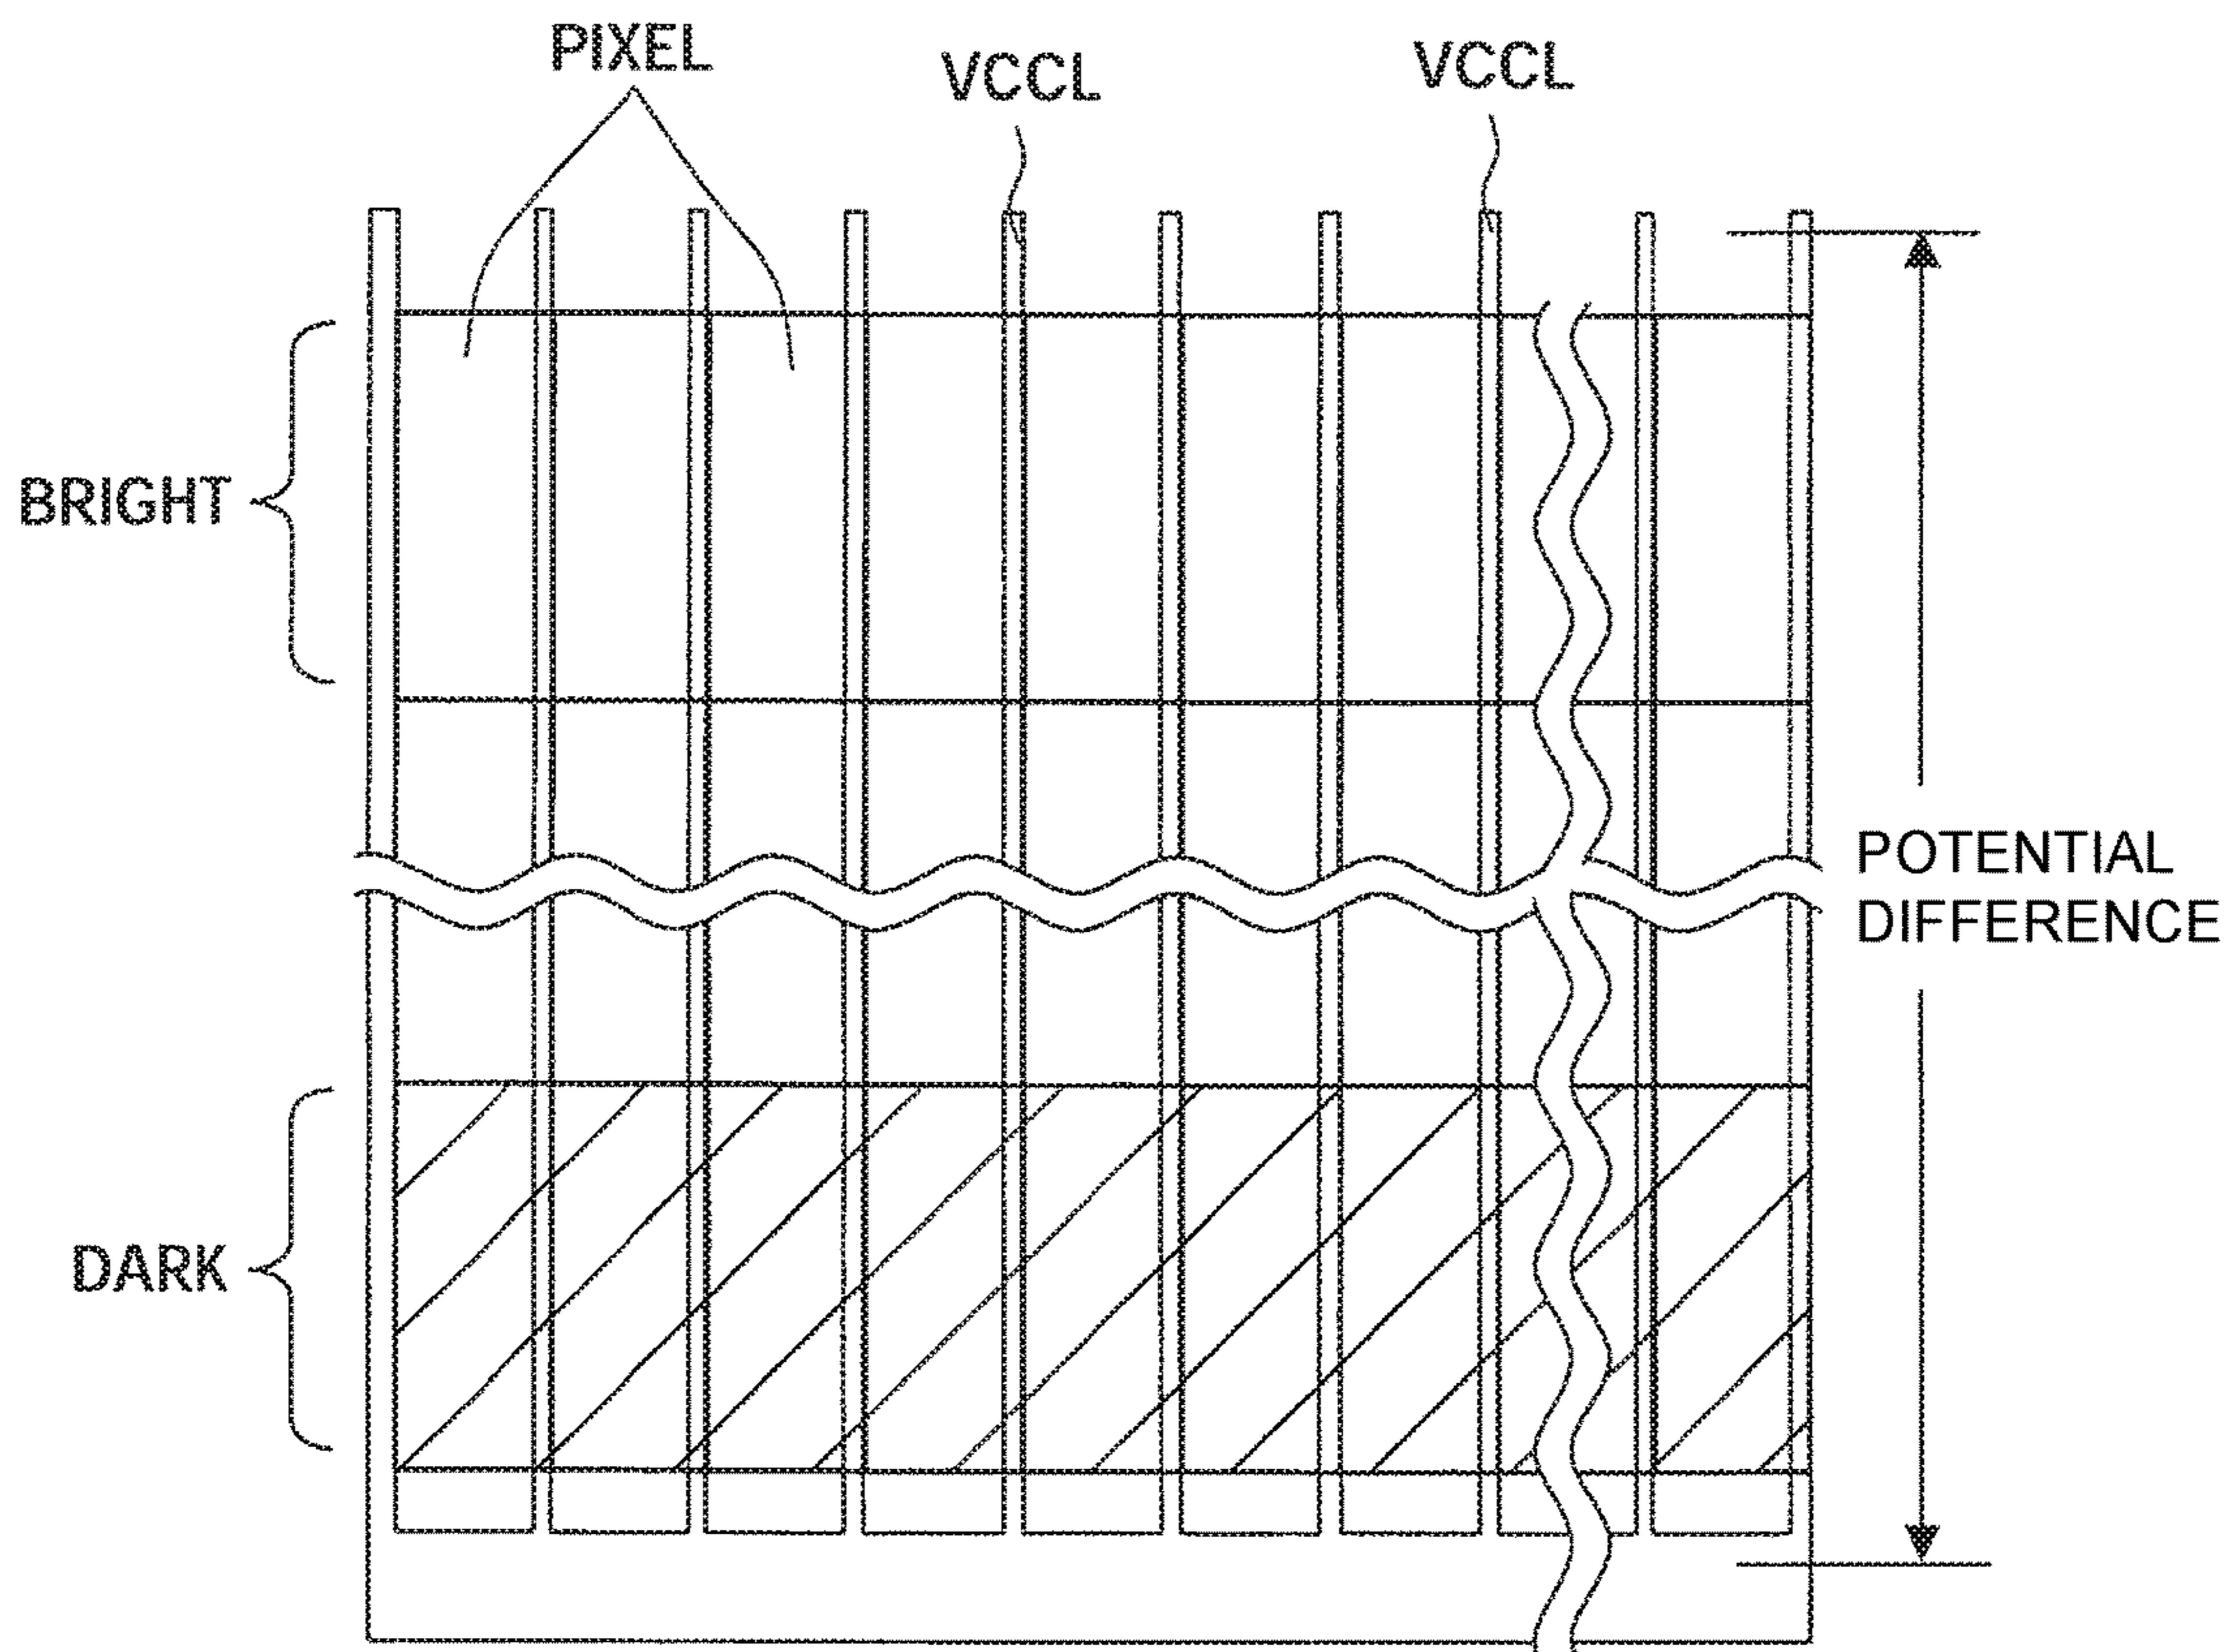 PIXEL
VCCL
VCCL
BRIGHT
POTENTIAL
DIFFERENCE
DARK